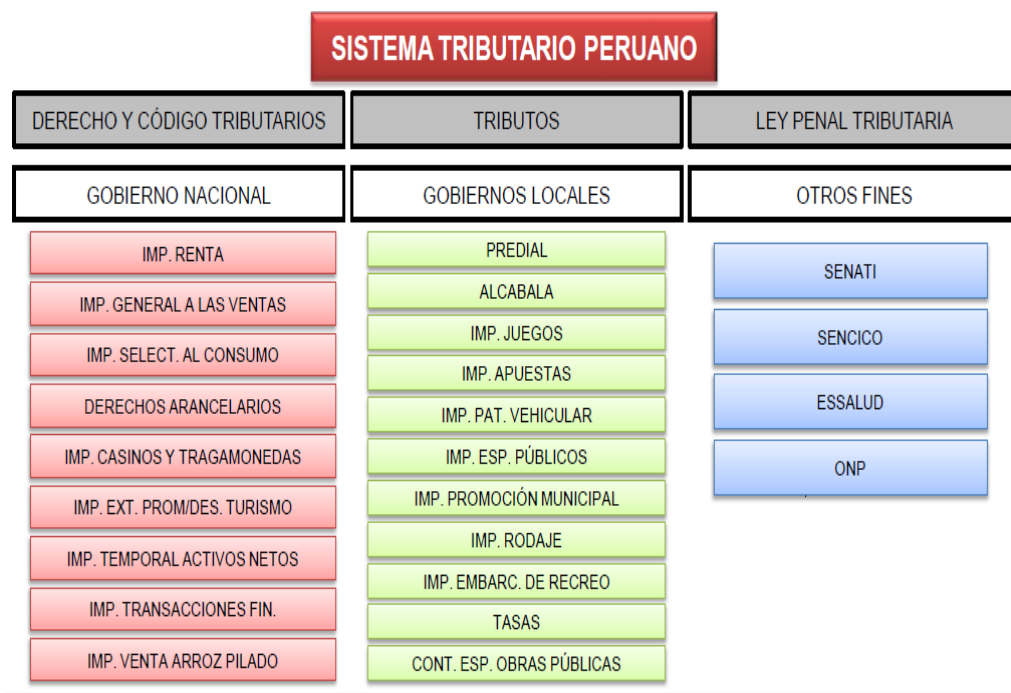 SISTEMA TRIBUTARIO PERUANO
DERECHO Y CÓDIGO TRIBUTARIOS
TRIBUTOS
LEY PENAL TRIBUTARIA
GOBIERNO NACIONAL
GOBIERNOS LOCALES
OTROS FINES
IMP. RENTA
IMP. GENERAL A LAS VENTAS
IMP. SELECT. AL CONSUMO
DERECHOS ARANCELARIOS
IMP. CASINOS Y TRAGAMONEDAS
IMP. EXT. PROM/DES. TURISMO
IMP. TEMPORAL ACTIVOS NETOS
IMP. TRANSACCIONES FIN.
IMP. VENTA ARROZ PILADO
PREDIAL
ALCABALA
IMP. JUEGOS
IMP. APUESTAS
IMP. PAT. VEHICULAR
IMP. ESP. PÚBLICOS
IMP. PROMOCIÓN MUNICIPAL
IMP. RODAJE
IMP. EMBARC. DE RECREO
TASAS
CONT. ESP. OBRAS PÚBLICAS
SENATI
SENCICO
ESSALUD
ONP